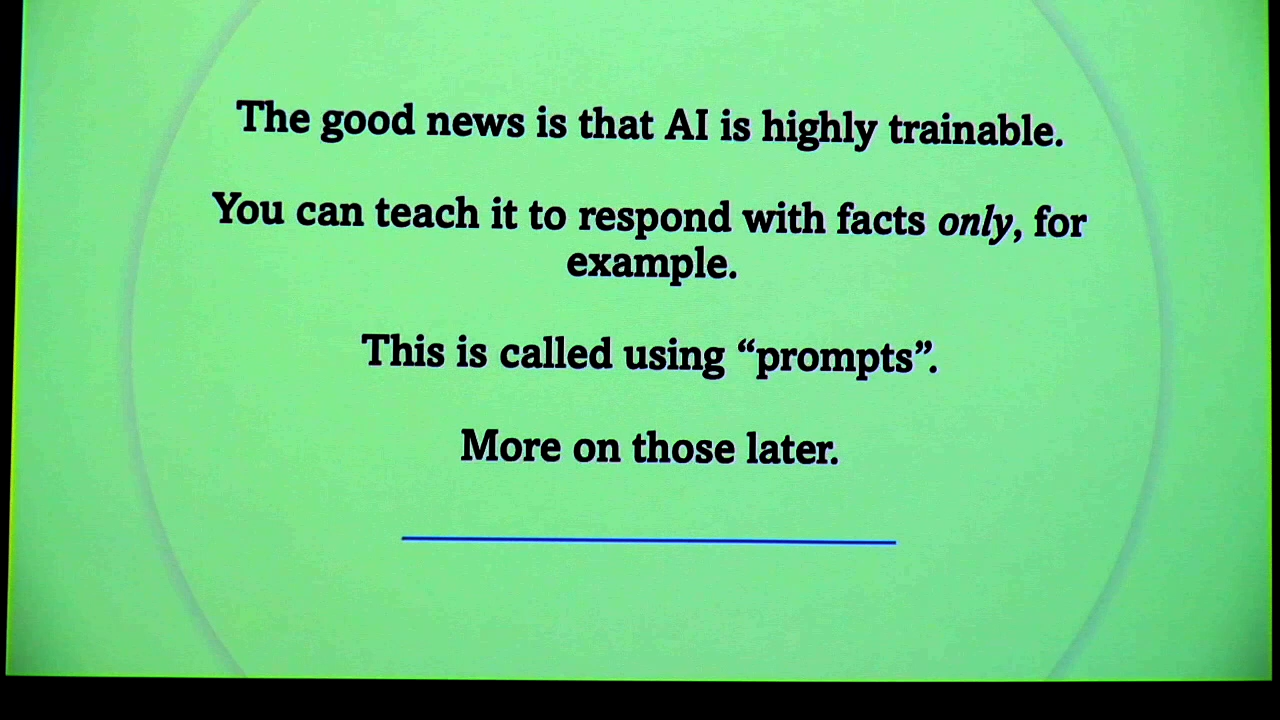 The good news is that AI is highly trainable.
You can teach it to respond with facts only, for
example.
This is called using “prompts”.
More on those later.